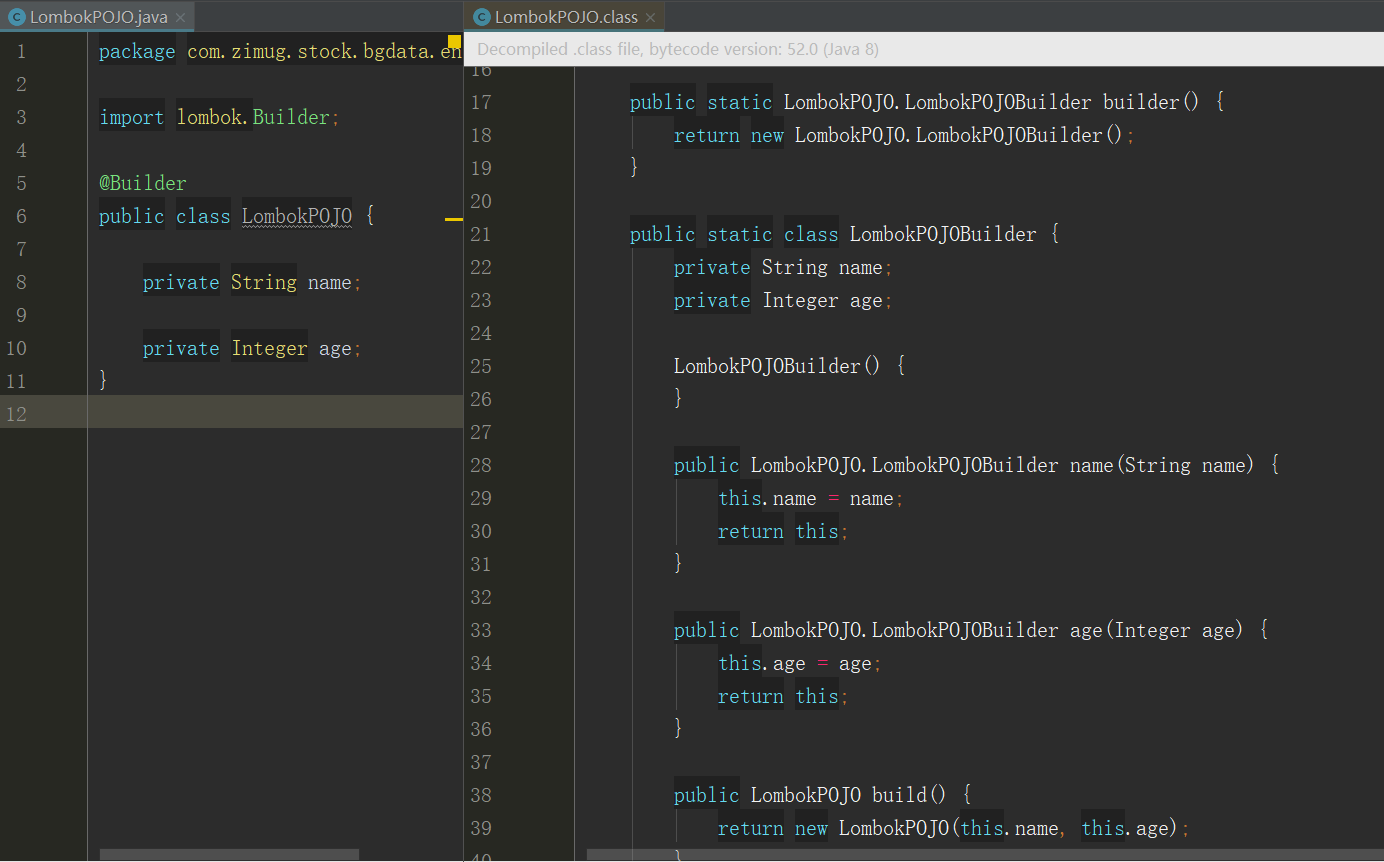 LombokPOJO.java
1 package com.zimug.stock.bgdata.en
2
3 import lombok.Builder;
4
5 @Builder
6 public class LombokPOJO {
7
8 private String name;
9
10 private Integer age;
11 }
12
LombokPOJO.class
Decompiled .class file, bytecode version: 52.0 (Java 8)
16
17 public static LombokPOJO.LombokPOJOBuilder builder() {
18 return new LombokPOJO.LombokPOJOBuilder();
19 }
20
21 public static class LombokPOJOBuilder {
22 private String name;
23 private Integer age;
24
25 LombokPOJOBuilder() {
26 }
27
28 public LombokPOJO.LombokPOJOBuilder name(String name) {
29 this.name = name;
30 return this;
31 }
32
33 public LombokPOJO.LombokPOJOBuilder age(Integer age) {
34 this.age = age;
35 return this;
36 }
37
38 public LombokPOJO build() {
39 return new LombokPOJO(this.name, this.age);
40 }